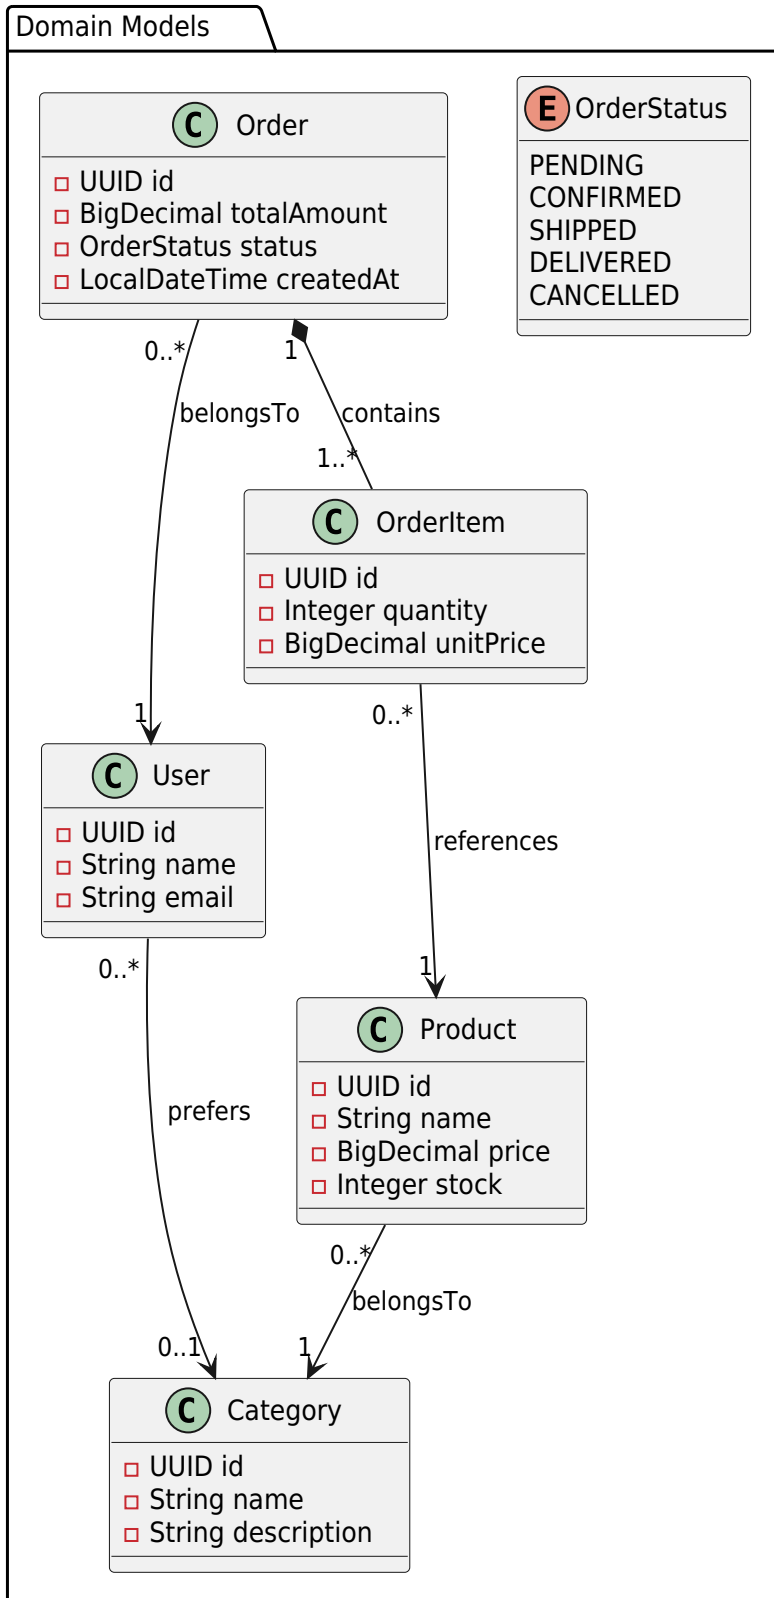 Domain Models
C Order
UUID id
BigDecimal totalAmount
OrderStatus status
LocalDateTime createdAt
E OrderStatus
PENDING
CONFIRMED
SHIPPED
DELIVERED
CANCELLED
0..*
1
belongsTo
contains
1..*
C OrderItem
UUID id
Integer quantity
BigDecimal unitPrice
1
0..*
C User
UUID id
String name
String email
references
0..*
1
C Product
UUID id
String name
BigDecimal price
Integer stock
prefers
0..*
belongsTo
0..1
1
C Category
UUID id
String name
String description